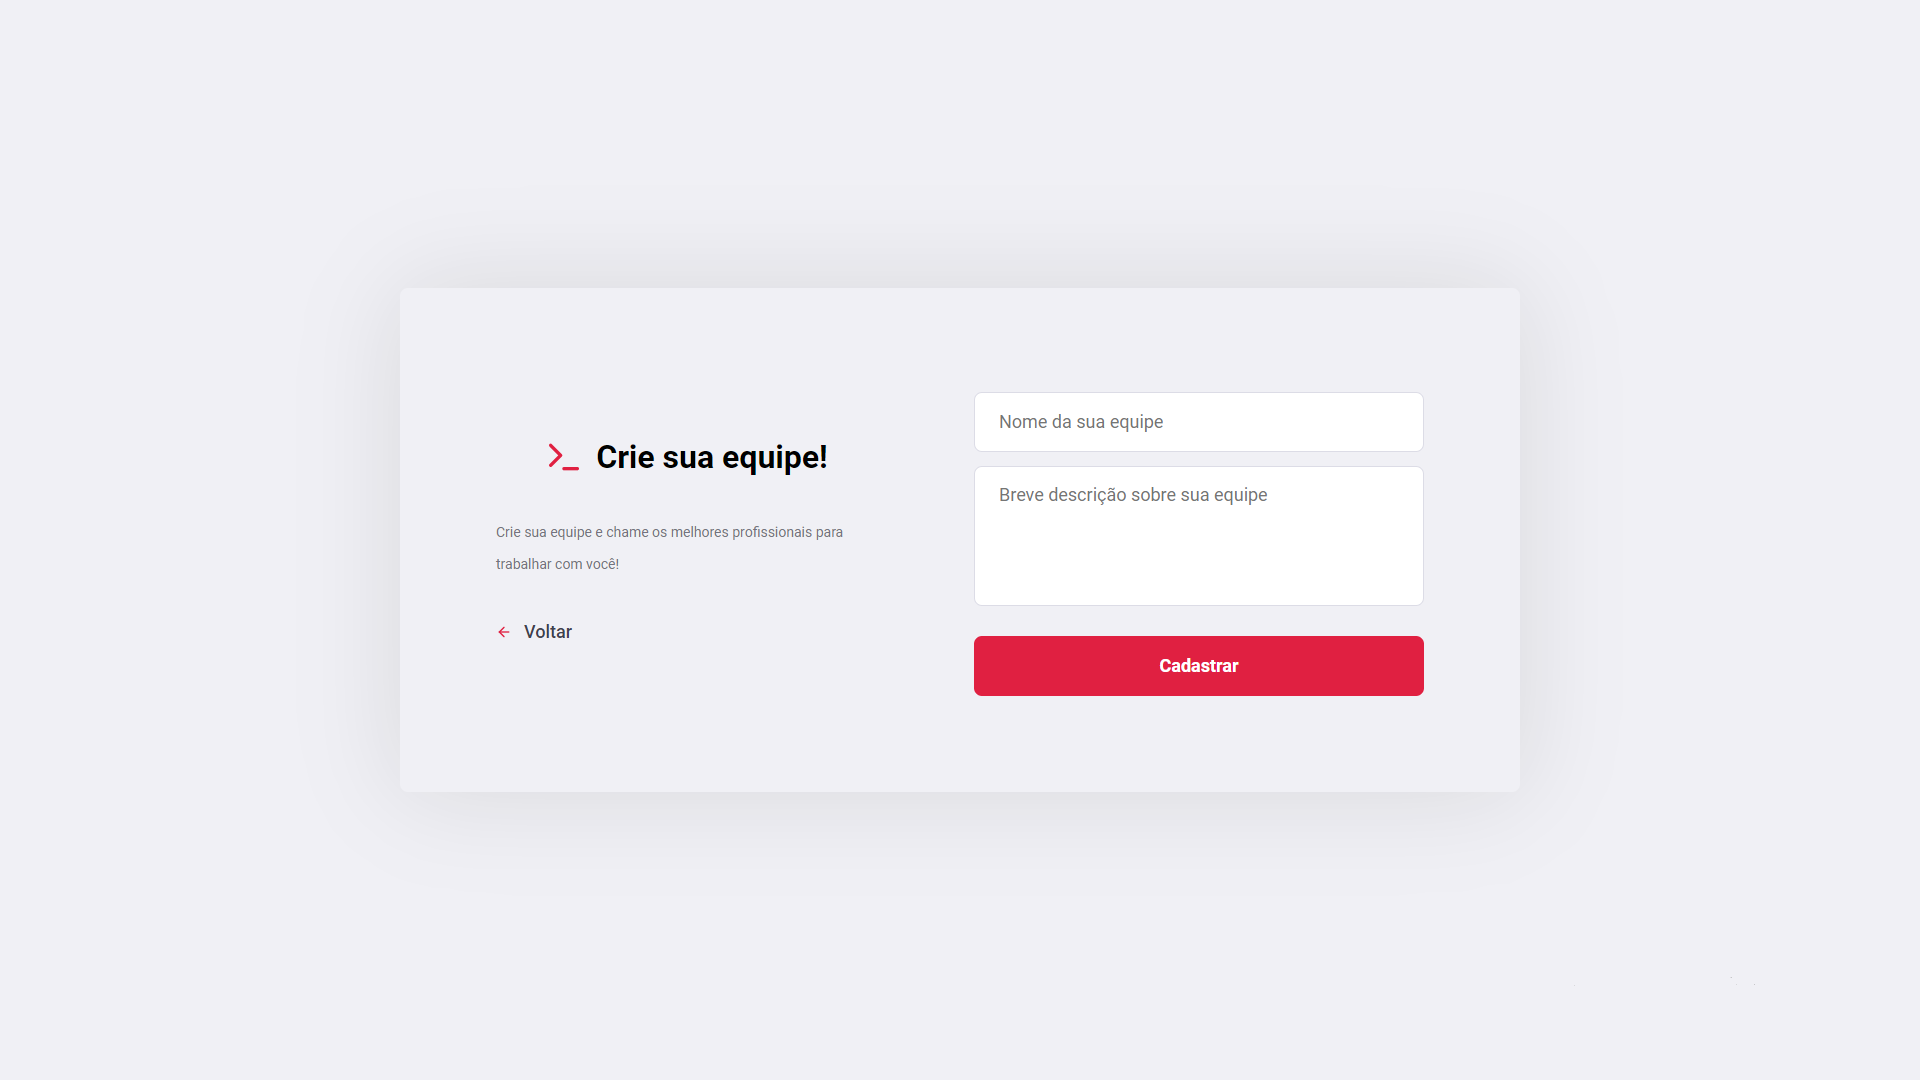 Crie sua equipe!
Crie sua equipe e chame os melhores profissionais para
trabalhar com você!
Voltar
Nome da sua equipe
Breve descrição sobre sua equipe
Cadastrar